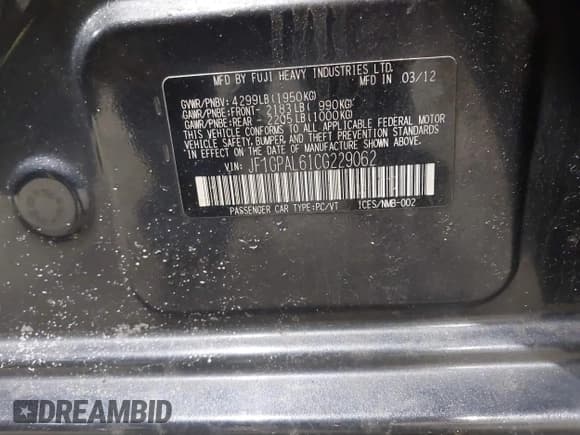 MFD BY FUJI HEAVY INDUSTRIES LTD.
MFD IN 03/12
GVWR/PNBV: 4299LB(1950KG)
GAWR/PNBE:FRONT- 2183LB( 990KG)
GAWR/PNBE:REAR - 2205LB(1000KG)
THIS VEHICLE CONFORMS TO ALL APPLICABLE FEDERAL MOTOR
VEHICLE SAFETY, BUMPER, AND THEFT PREVENTION STANDARDS
IN EFFECT ON THE DATE OF MANUFACTURE SHOWN ABOVE.
VIN: JF1GPAL61CG229062
PASSENGER CAR TYPE:PC/VT 1CES/NMB-002
DREAMBID